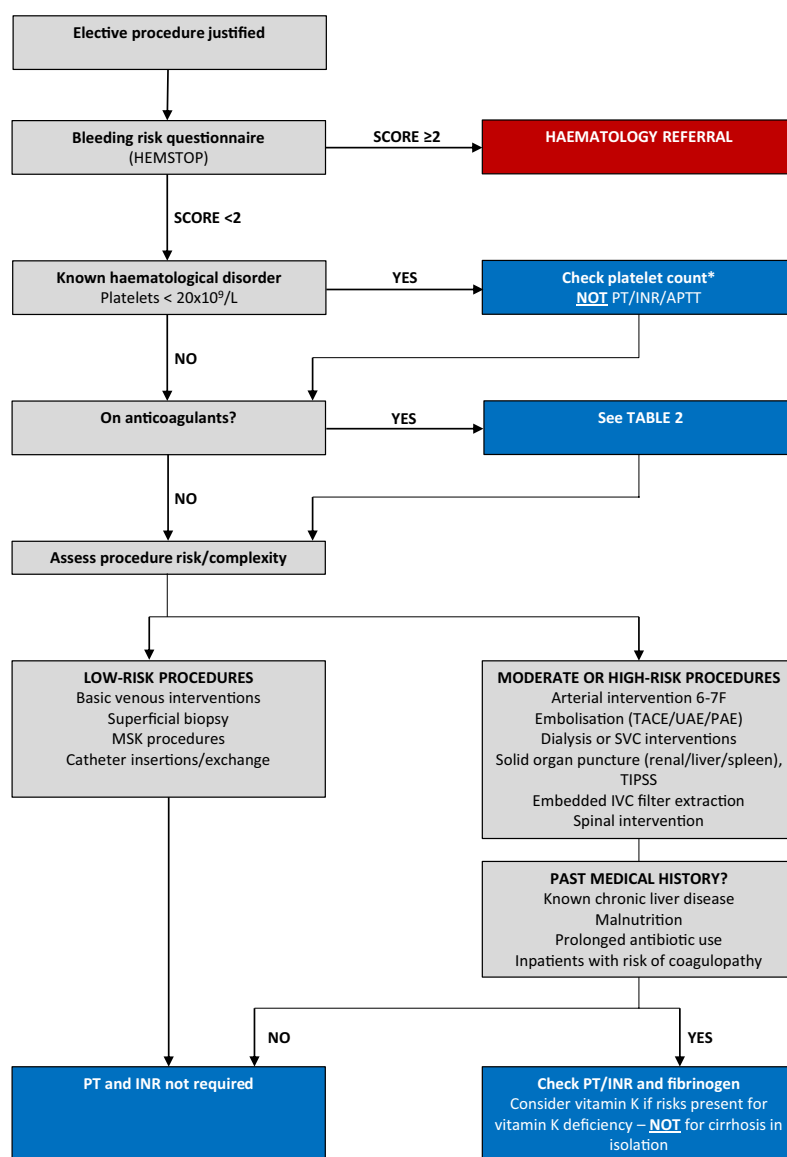 Elective procedure justified
Bleeding risk questionnaire
(HEMSTOP)
SCORE ≥2
HAEMATOLOGY REFERRAL
SCORE <2
Known haematological disorder
Platelets < 20x10⁹/L
YES
Check platelet count*
NOT PT/INR/APTT
NO
On anticoagulants?
YES
See TABLE 2
NO
Assess procedure risk/complexity
LOW-RISK PROCEDURES
Basic venous interventions
Superficial biopsy
MSK procedures
Catheter insertions/exchange
MODERATE OR HIGH-RISK PROCEDURES
Arterial intervention 6-7F
Embolisation (TACE/UAE/PAE)
Dialysis or SVC interventions
Solid organ puncture (renal/liver/spleen),
TIPSS
Embedded IVC filter extraction
Spinal intervention
PAST MEDICAL HISTORY?
Known chronic liver disease
Malnutrition
Prolonged antibiotic use
Inpatients with risk of coagulopathy
NO
YES
PT and INR not required
Check PT/INR and fibrinogen
Consider vitamin K if risks present for
vitamin K deficiency – NOT for cirrhosis in
isolation